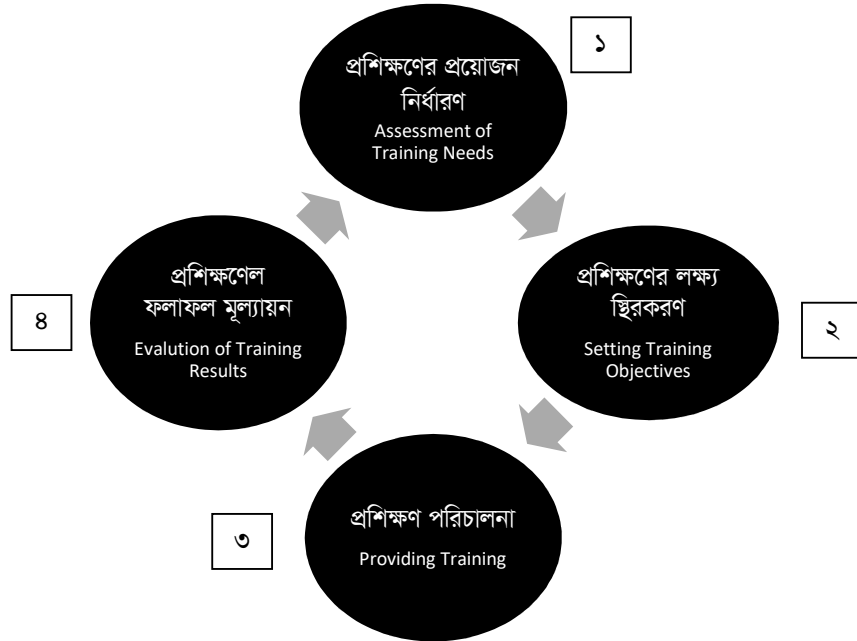 ১
প্রশিক্ষণের প্রয়োজন
নির্ধারণ
Assessment of
Training Needs
প্রশিক্ষণের লক্ষ্য
স্থিরকরণ
Setting Training
Objectives
২
প্রশিক্ষণ পরিচালনা
Providing Training
৩
প্রশিক্ষণেল
ফলাফল মূল্যায়ন
Evalution of Training
Results
৪